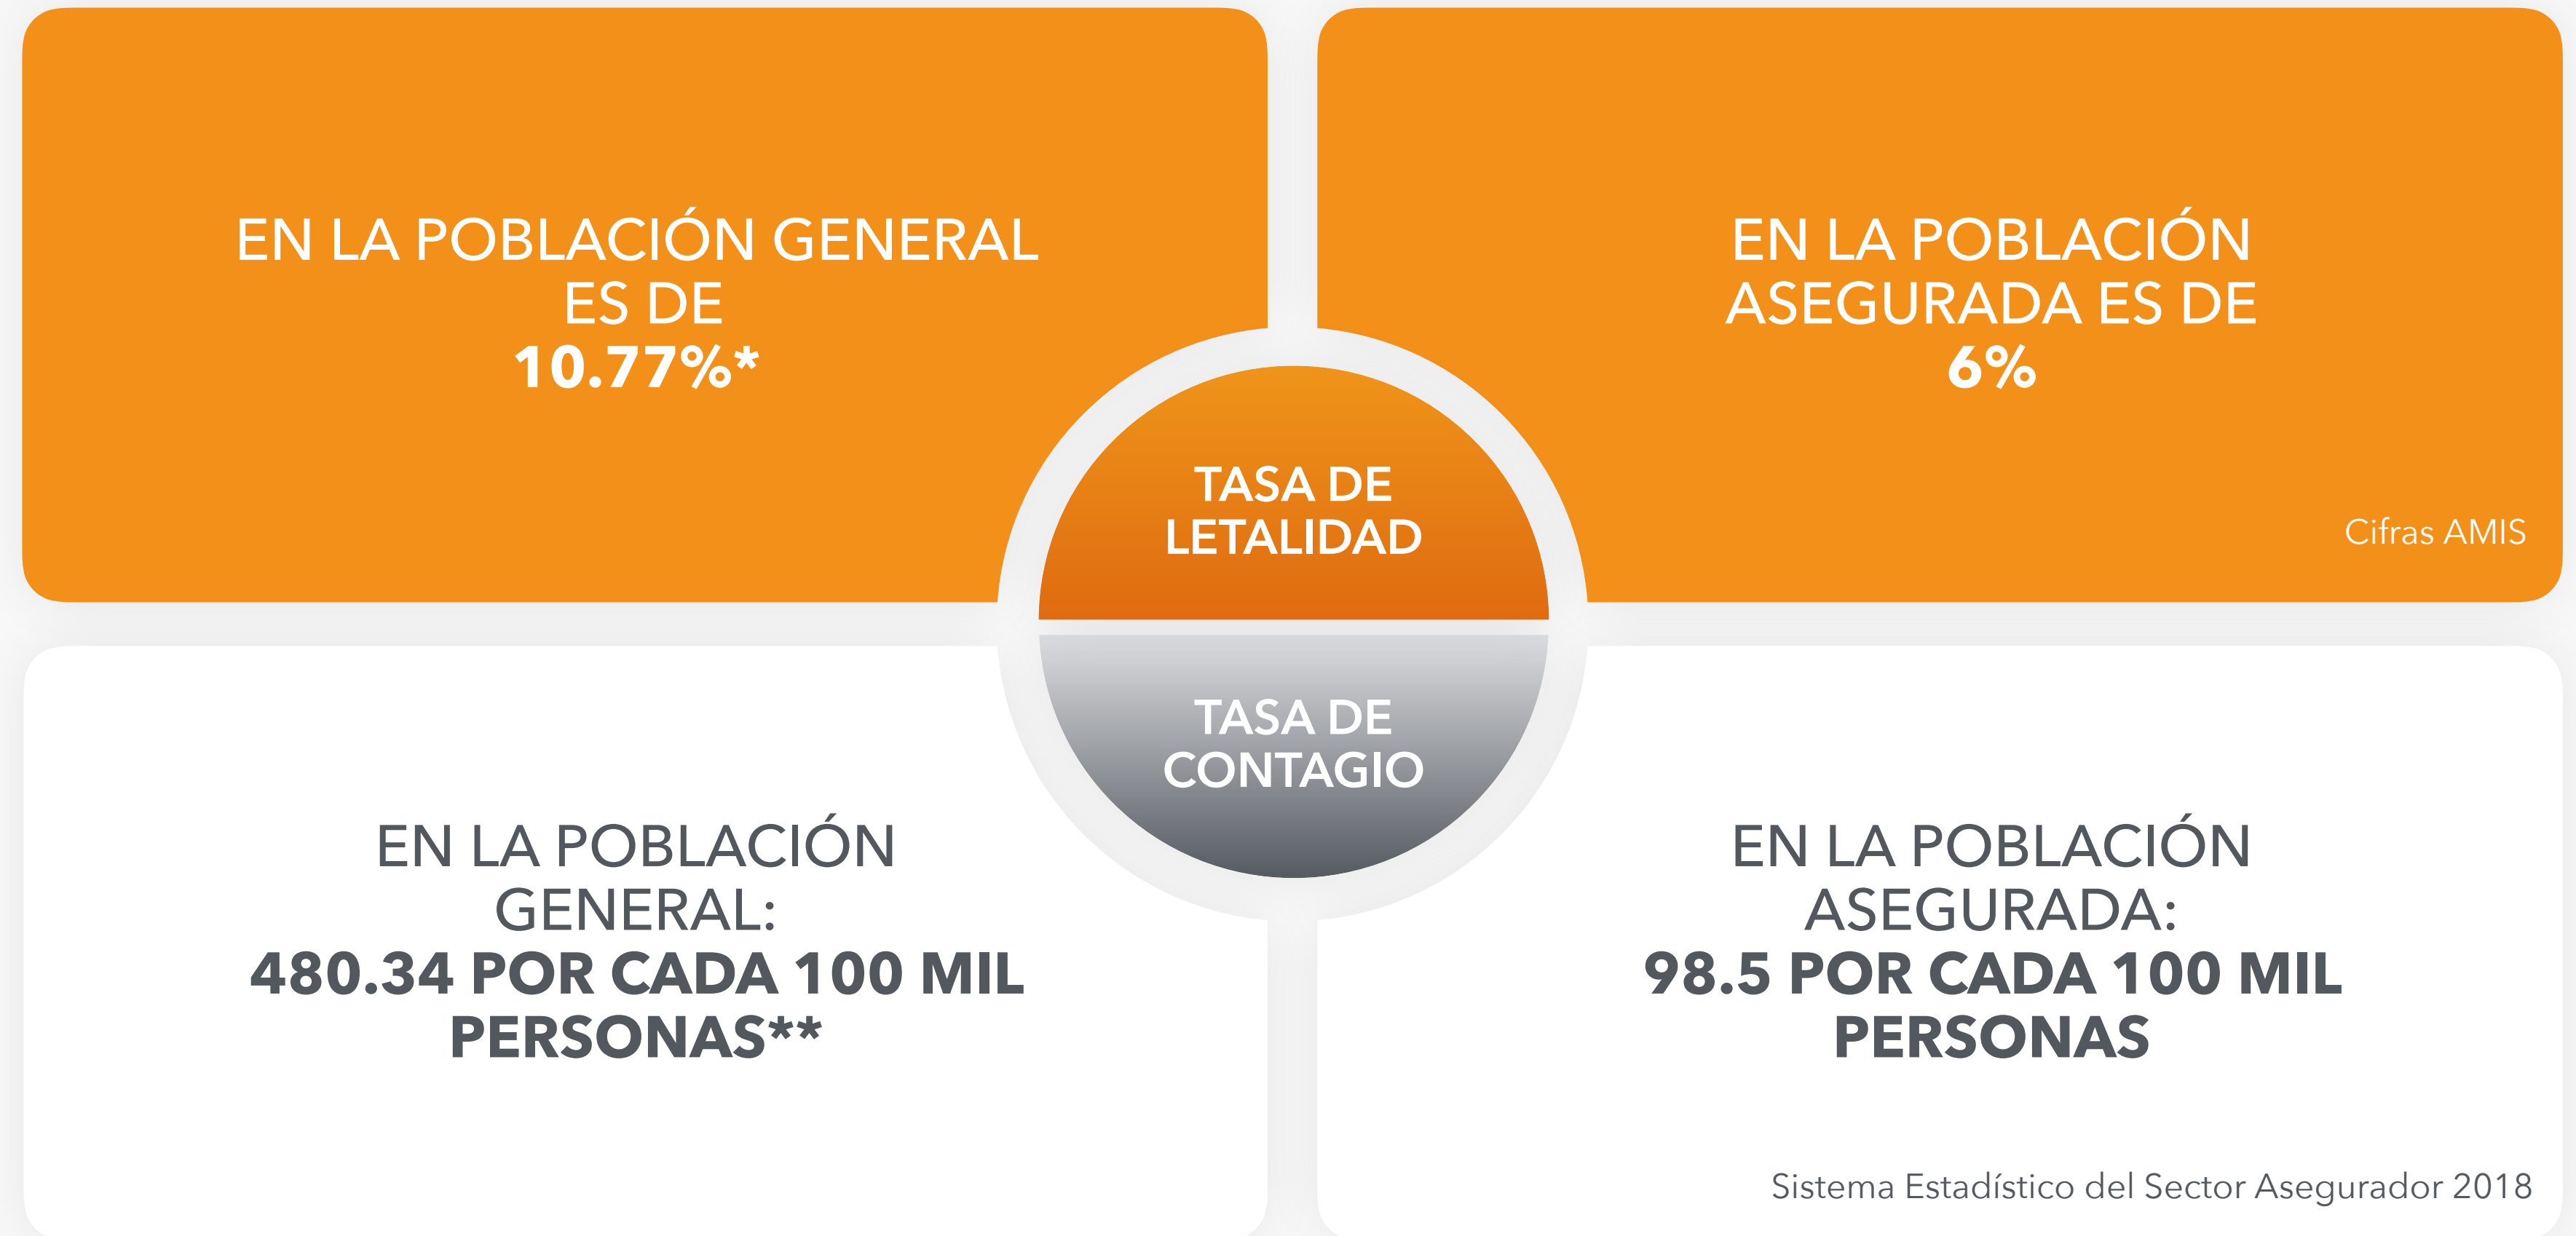 EN LA POBLACIÓN GENERAL
ES DE
10.77%*
EN LA POBLACIÓN
ASEGURADA ES DE
6%
Cifras AMIS
TASA DE
LETALIDAD
TASA DE
CONTAGIO
EN LA POBLACIÓN
GENERAL:
480.34 POR CADA 100 MIL
PERSONAS**
EN LA POBLACIÓN
ASEGURADA:
98.5 POR CADA 100 MIL
PERSONAS
Sistema Estadístico del Sector Asegurador 2018